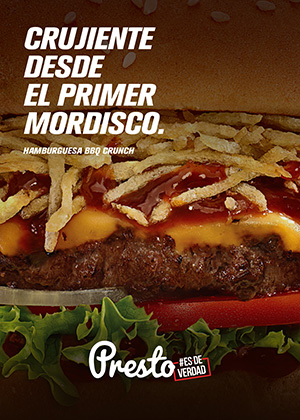 CRUJIENTE
DESDE
EL PRIMER
MORDISCO.
HAMBURGUESA BBQ CRUNCH
Presto
#ES DE
VERDAD